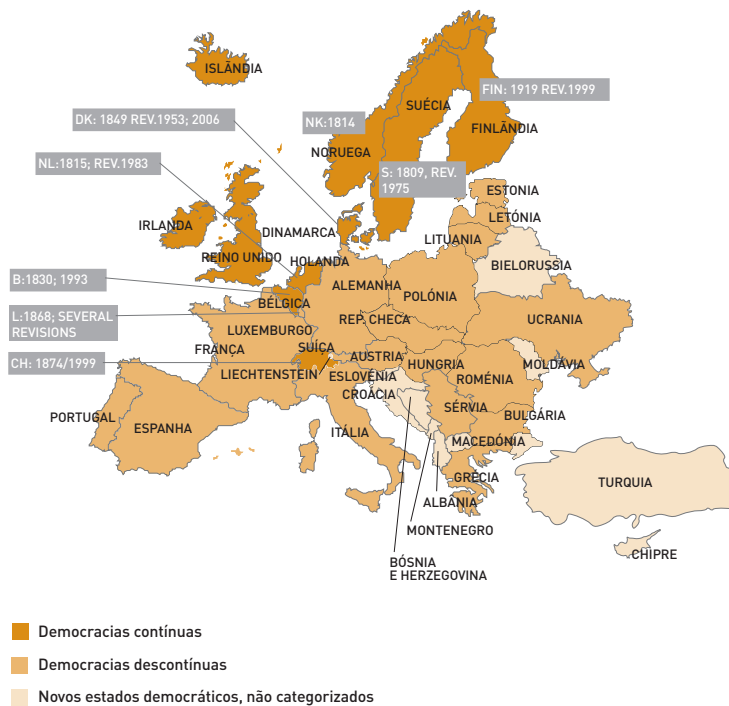 ISLÂNDIA
SUÉCIA
FIN: 1919 REV.1999
DK: 1849 REV.1953; 2006
NK:1814
FINLÂNDIA
NORUEGA
NL:1815; REV.1983
S: 1809, REV.
1975
ESTONIA
LETÓNIA
IRLANDA
DINAMARCA
LITUANIA
REINO UNIDO
HOLANDA
BIELORUSSIA
B:1830; 1993
ALEMANHA
POLÓNIA
BÉLGICA
L:1868; SEVERAL
REVISIONS
UCRANIA
REP. CHECA
LUXEMBURGO
FRANÇA
SUÍÇA
CH: 1874/1999
AUSTRIA
HUNGRIA
MOLDÁVIA
LIECHTENSTEIN
ESLOVÉNIA
ROMÉNIA
CROÁCIA
SÉRVIA
PORTUGAL
ESPANHA
BULGÁRIA
ITÁLIA
MACEDÓNIA
GRÉCIA
TURQUIA
ALBÂNIA
MONTENEGRO
CHIPRE
BÓSNIA
E HERZEGOVINA
Democracias contínuas
Democracias descontínuas
Novos estados democráticos, não categorizados